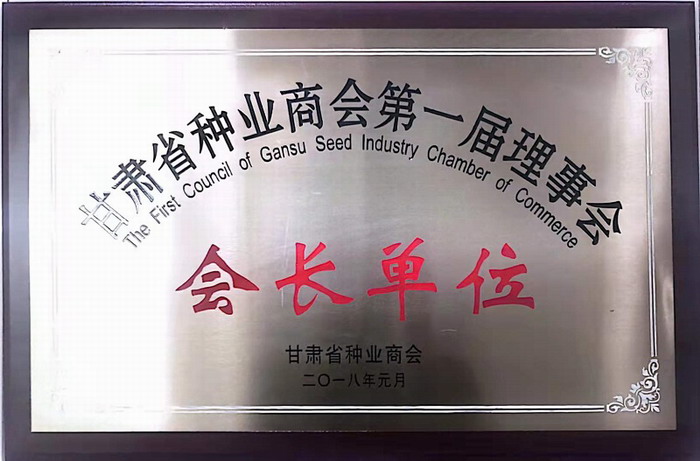 甘肃省种业商会第一届理事会
The First Council of Gansu Seed Industry Chamber of Commerce
会长单位
甘肃省种业商会
二〇一八年元月